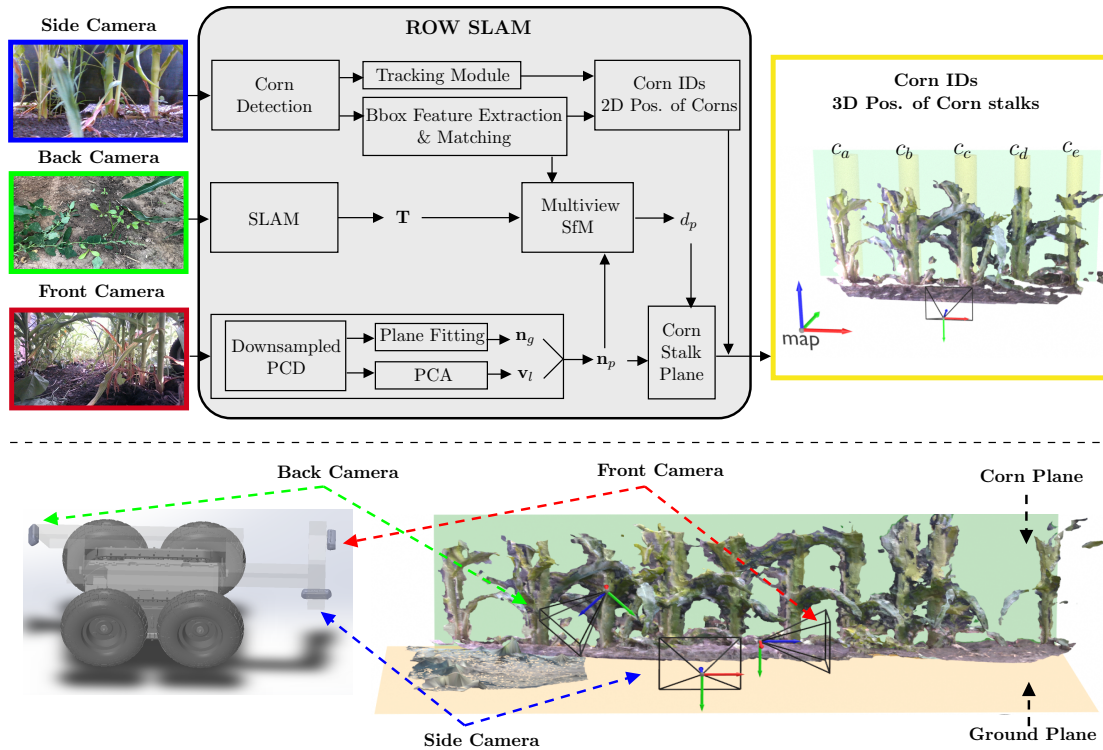 Side Camera
ROW SLAM
Corn
Detection
Tracking Module
Bbox Feature Extraction
& Matching
Corn IDs
2D Pos. of Corns
Back Camera
SLAM
T
Multiview
SfM
d_p
Front Camera
Downsampled
PCD
Plane Fitting
n_g
PCA
v_l
n_p
Corn
Stalk
Plane
Corn IDs
3D Pos. of Corn stalks
c_a c_b c_c c_d c_e
map
Back Camera
Front Camera
Corn Plane
Side Camera
Ground Plane